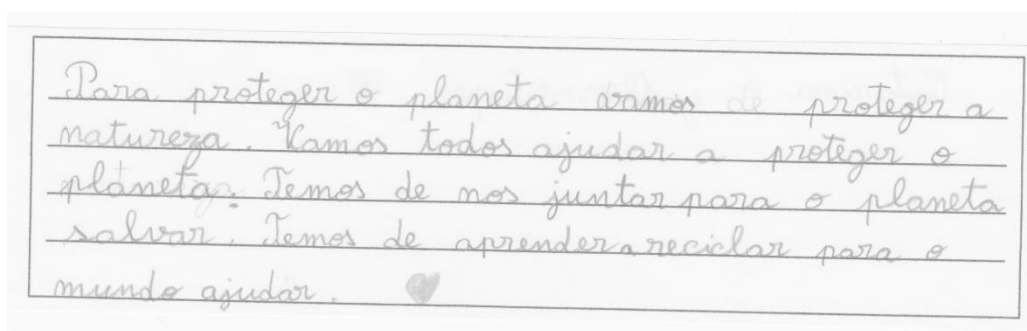 Para proteger o planeta vamos proteger a
natureza. Vamos todos ajudar a proteger o
planeta. Temos de nos juntar para o planeta
salvar. Temos de aprender a reciclar para o
mundo ajudar.